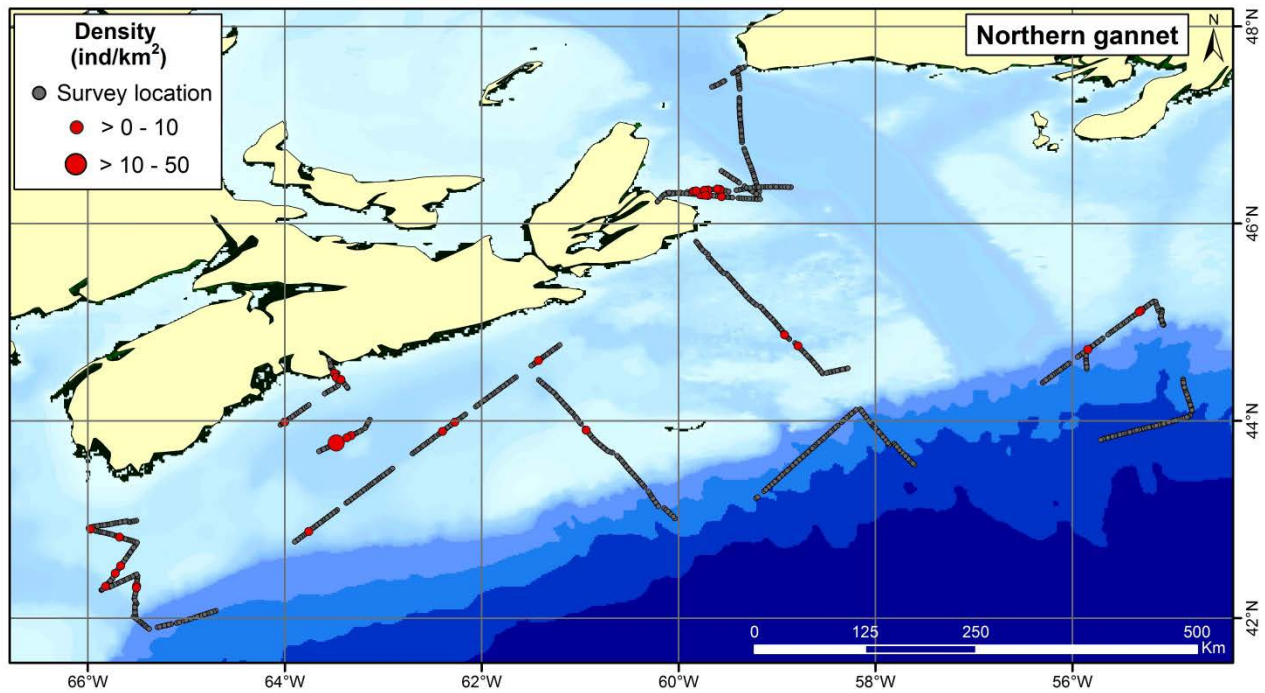 Density
(ind/km²)
Survey location
> 0 - 10
> 10 - 50
Northern gannet
N
48°N
46°N
44°N
42°N
0 125 250 500
Km
66°W 64°W 62°W 60°W 58°W 56°W